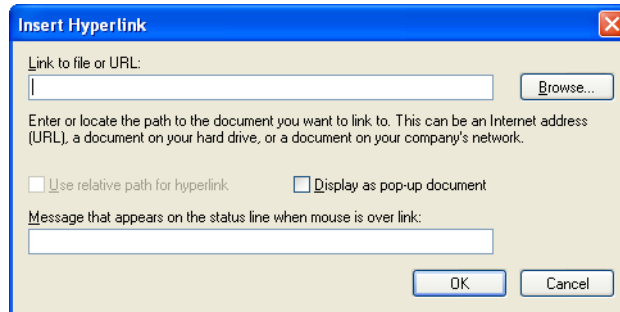 Insert Hyperlink
Link to file or URL:
Browse...
Enter or locate the path to the document you want to link to. This can be an Internet address
(URL), a document on your hard drive, or a document on your company's network.
Use relative path for hyperlink
Display as pop-up document
Message that appears on the status line when mouse is over link:
OK
Cancel